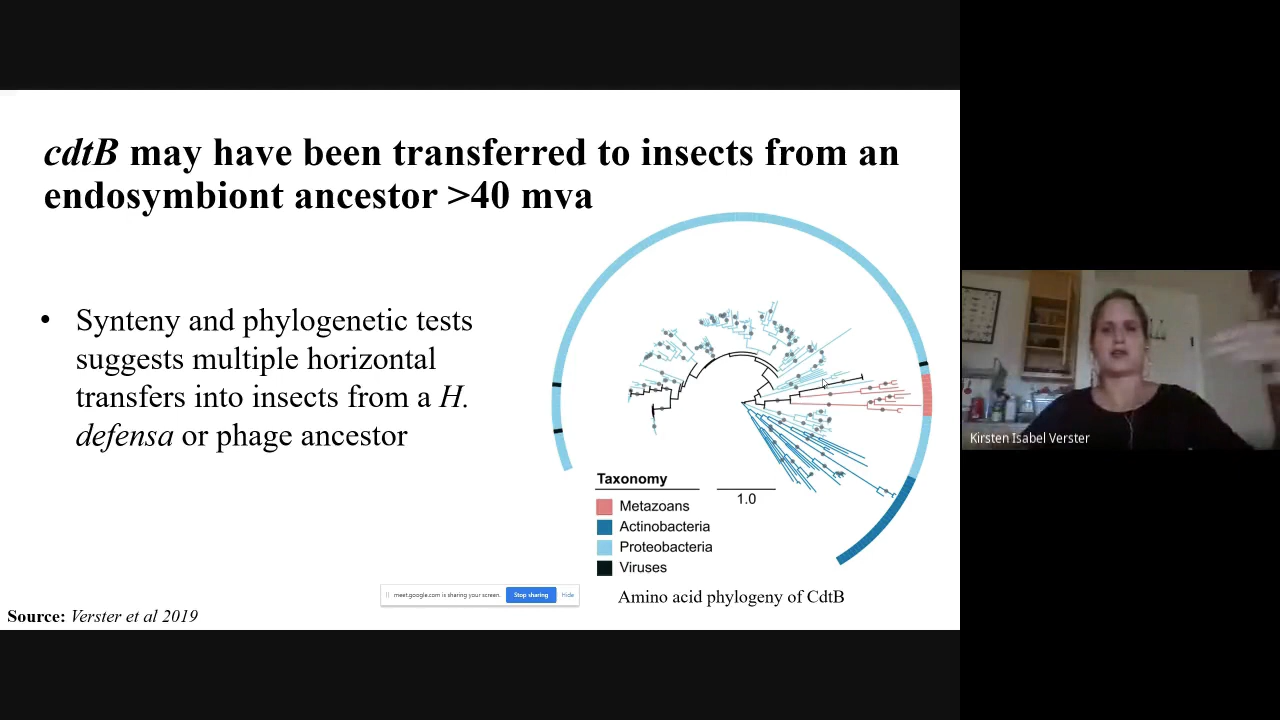 cdtB may have been transferred to insects from an
endosymbiont ancestor >40 mva
• Synteny and phylogenetic tests
suggests multiple horizontal
transfers into insects from a H.
defensa or phage ancestor
Taxonomy
Metazoans
Actinobacteria
Proteobacteria
Viruses
1.0
Amino acid phylogeny of CdtB
meet.google.com is sharing your screen.
Stop sharing
Hide
Source: Verster et al 2019
Kirsten Isabel Verster